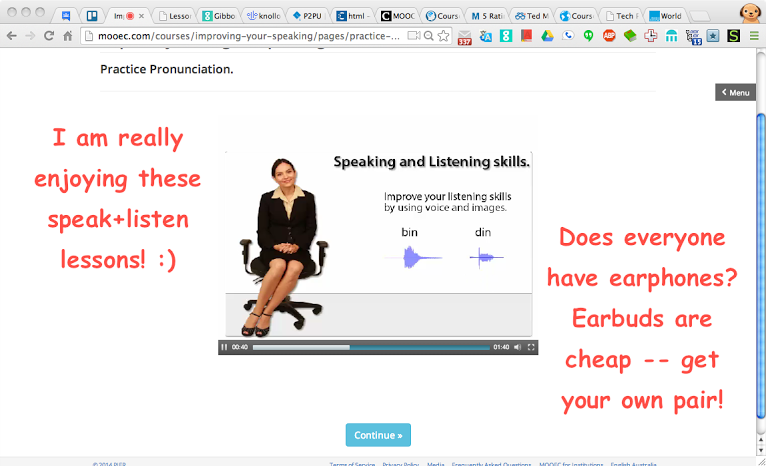 Im
Lesson
Gibbo
knollo
P2PU
html -
MOOC
Cours
5 Rati
Ted M
Cours
Tech F
World
mooec.com/courses/improving-your-speaking/pages/practice-...
337
13
Practice Pronunciation.
Menu
I am really
enjoying these
speak+listen
lessons! :)
Speaking and Listening skills.
Improve your listening skills
by using voice and images.
bin din
00:40 01:40
Does everyone
have earphones?
Earbuds are
cheap -- get
your own pair!
Continue »
© 2014 PIER
Terms of Service Privacy Policy Media Frequently Asked Questions MOOEC for Institutions English Australia